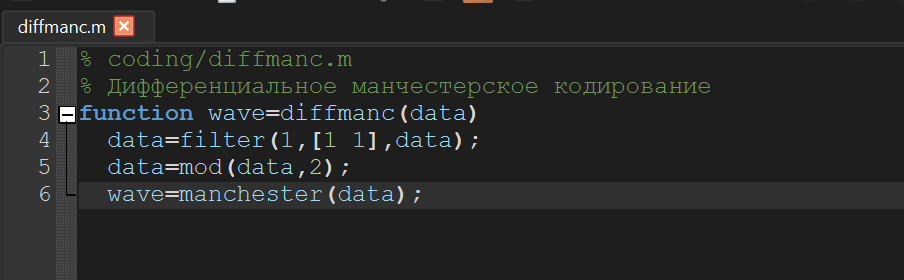 diffmanc.m
1 % coding/diffmanc.m
2 % Дифференциальное манчестерское кодирование
3 function wave=diffmanc(data)
4 data=filter(1,[1 1],data);
5 data=mod(data,2);
6 wave=manchester(data);